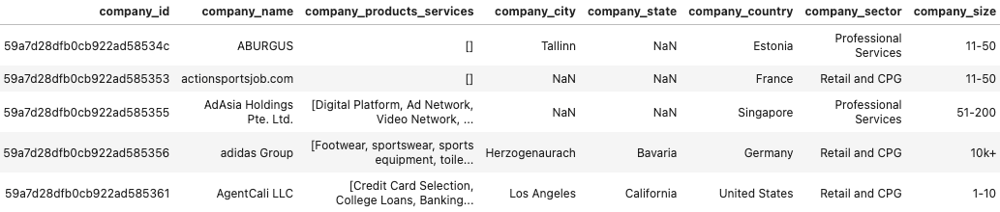 company_id company_name company_products_services company_city company_state company_country company_sector company_size
59a7d28dfb0cb922ad58534c ABURGUS [] Tallinn NaN Estonia Professional Services 11-50
59a7d28dfb0cb922ad585353 actionsportsjob.com [] NaN NaN France Retail and CPG 11-50
59a7d28dfb0cb922ad585355 AdAsia Holdings Pte. Ltd. [Digital Platform, Ad Network, Video Network, ... NaN NaN Singapore Professional Services 51-200
59a7d28dfb0cb922ad585356 adidas Group [Footwear, sportswear, sports equipment, toile... Herzogenaurach Bavaria Germany Retail and CPG 10k+
59a7d28dfb0cb922ad585361 AgentCali LLC [Credit Card Selection, College Loans, Banking... Los Angeles California United States Retail and CPG 1-10